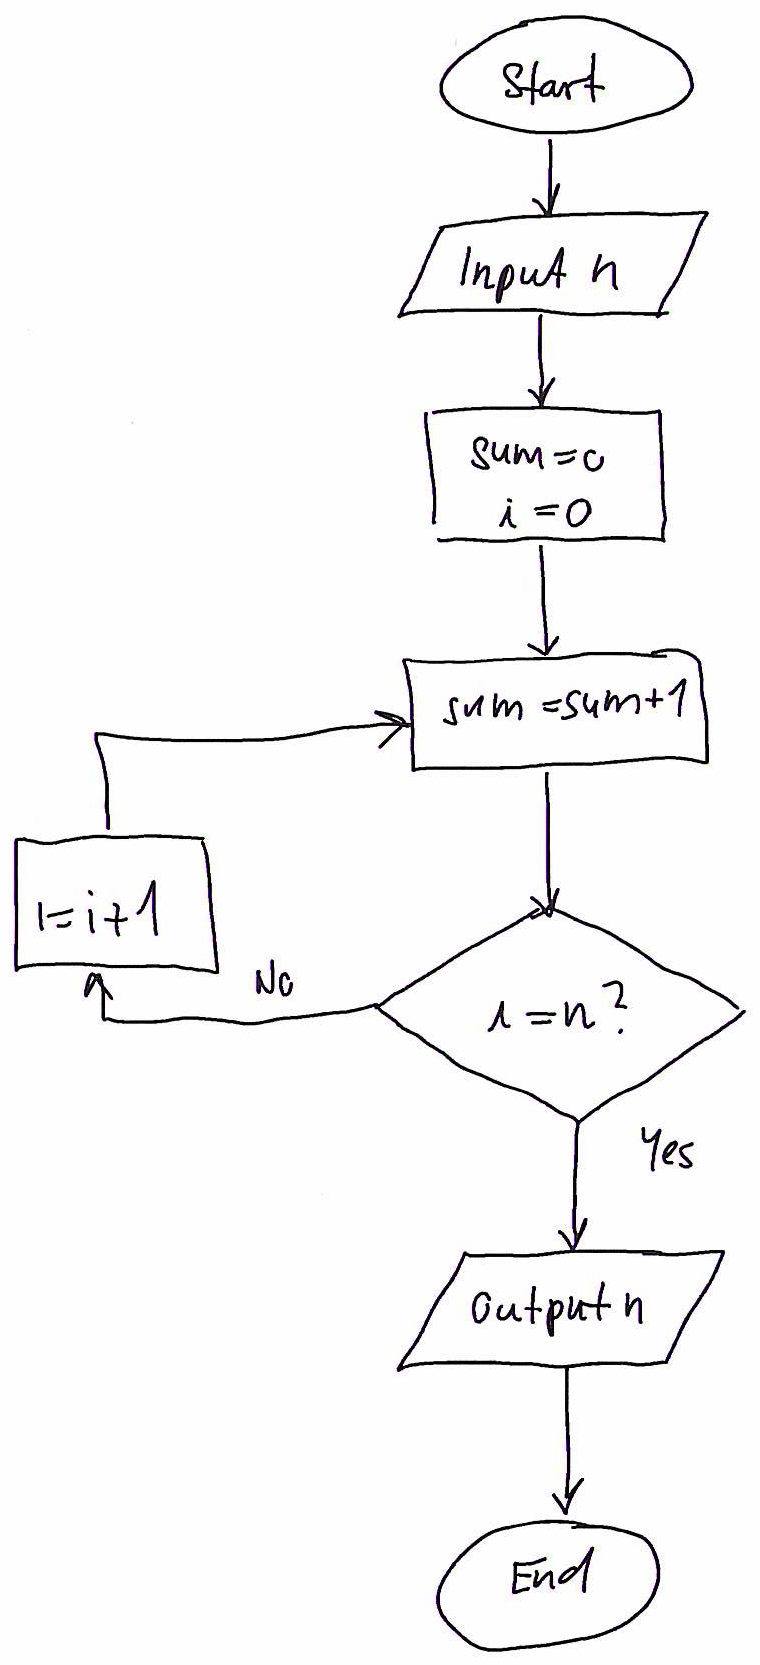 Start
Input n
sum=0
i=0
sum=sum+1
i=i+1
No
i=n?
Yes
Output n
End